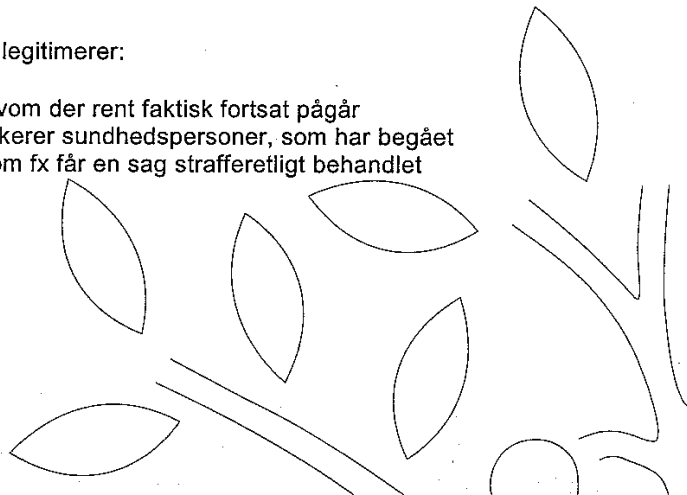 legitimerer:
vom der rent faktisk fortsat pågår
kerer sundhedspersoner, som har begået
om fx får en sag strafferetligt behandlet